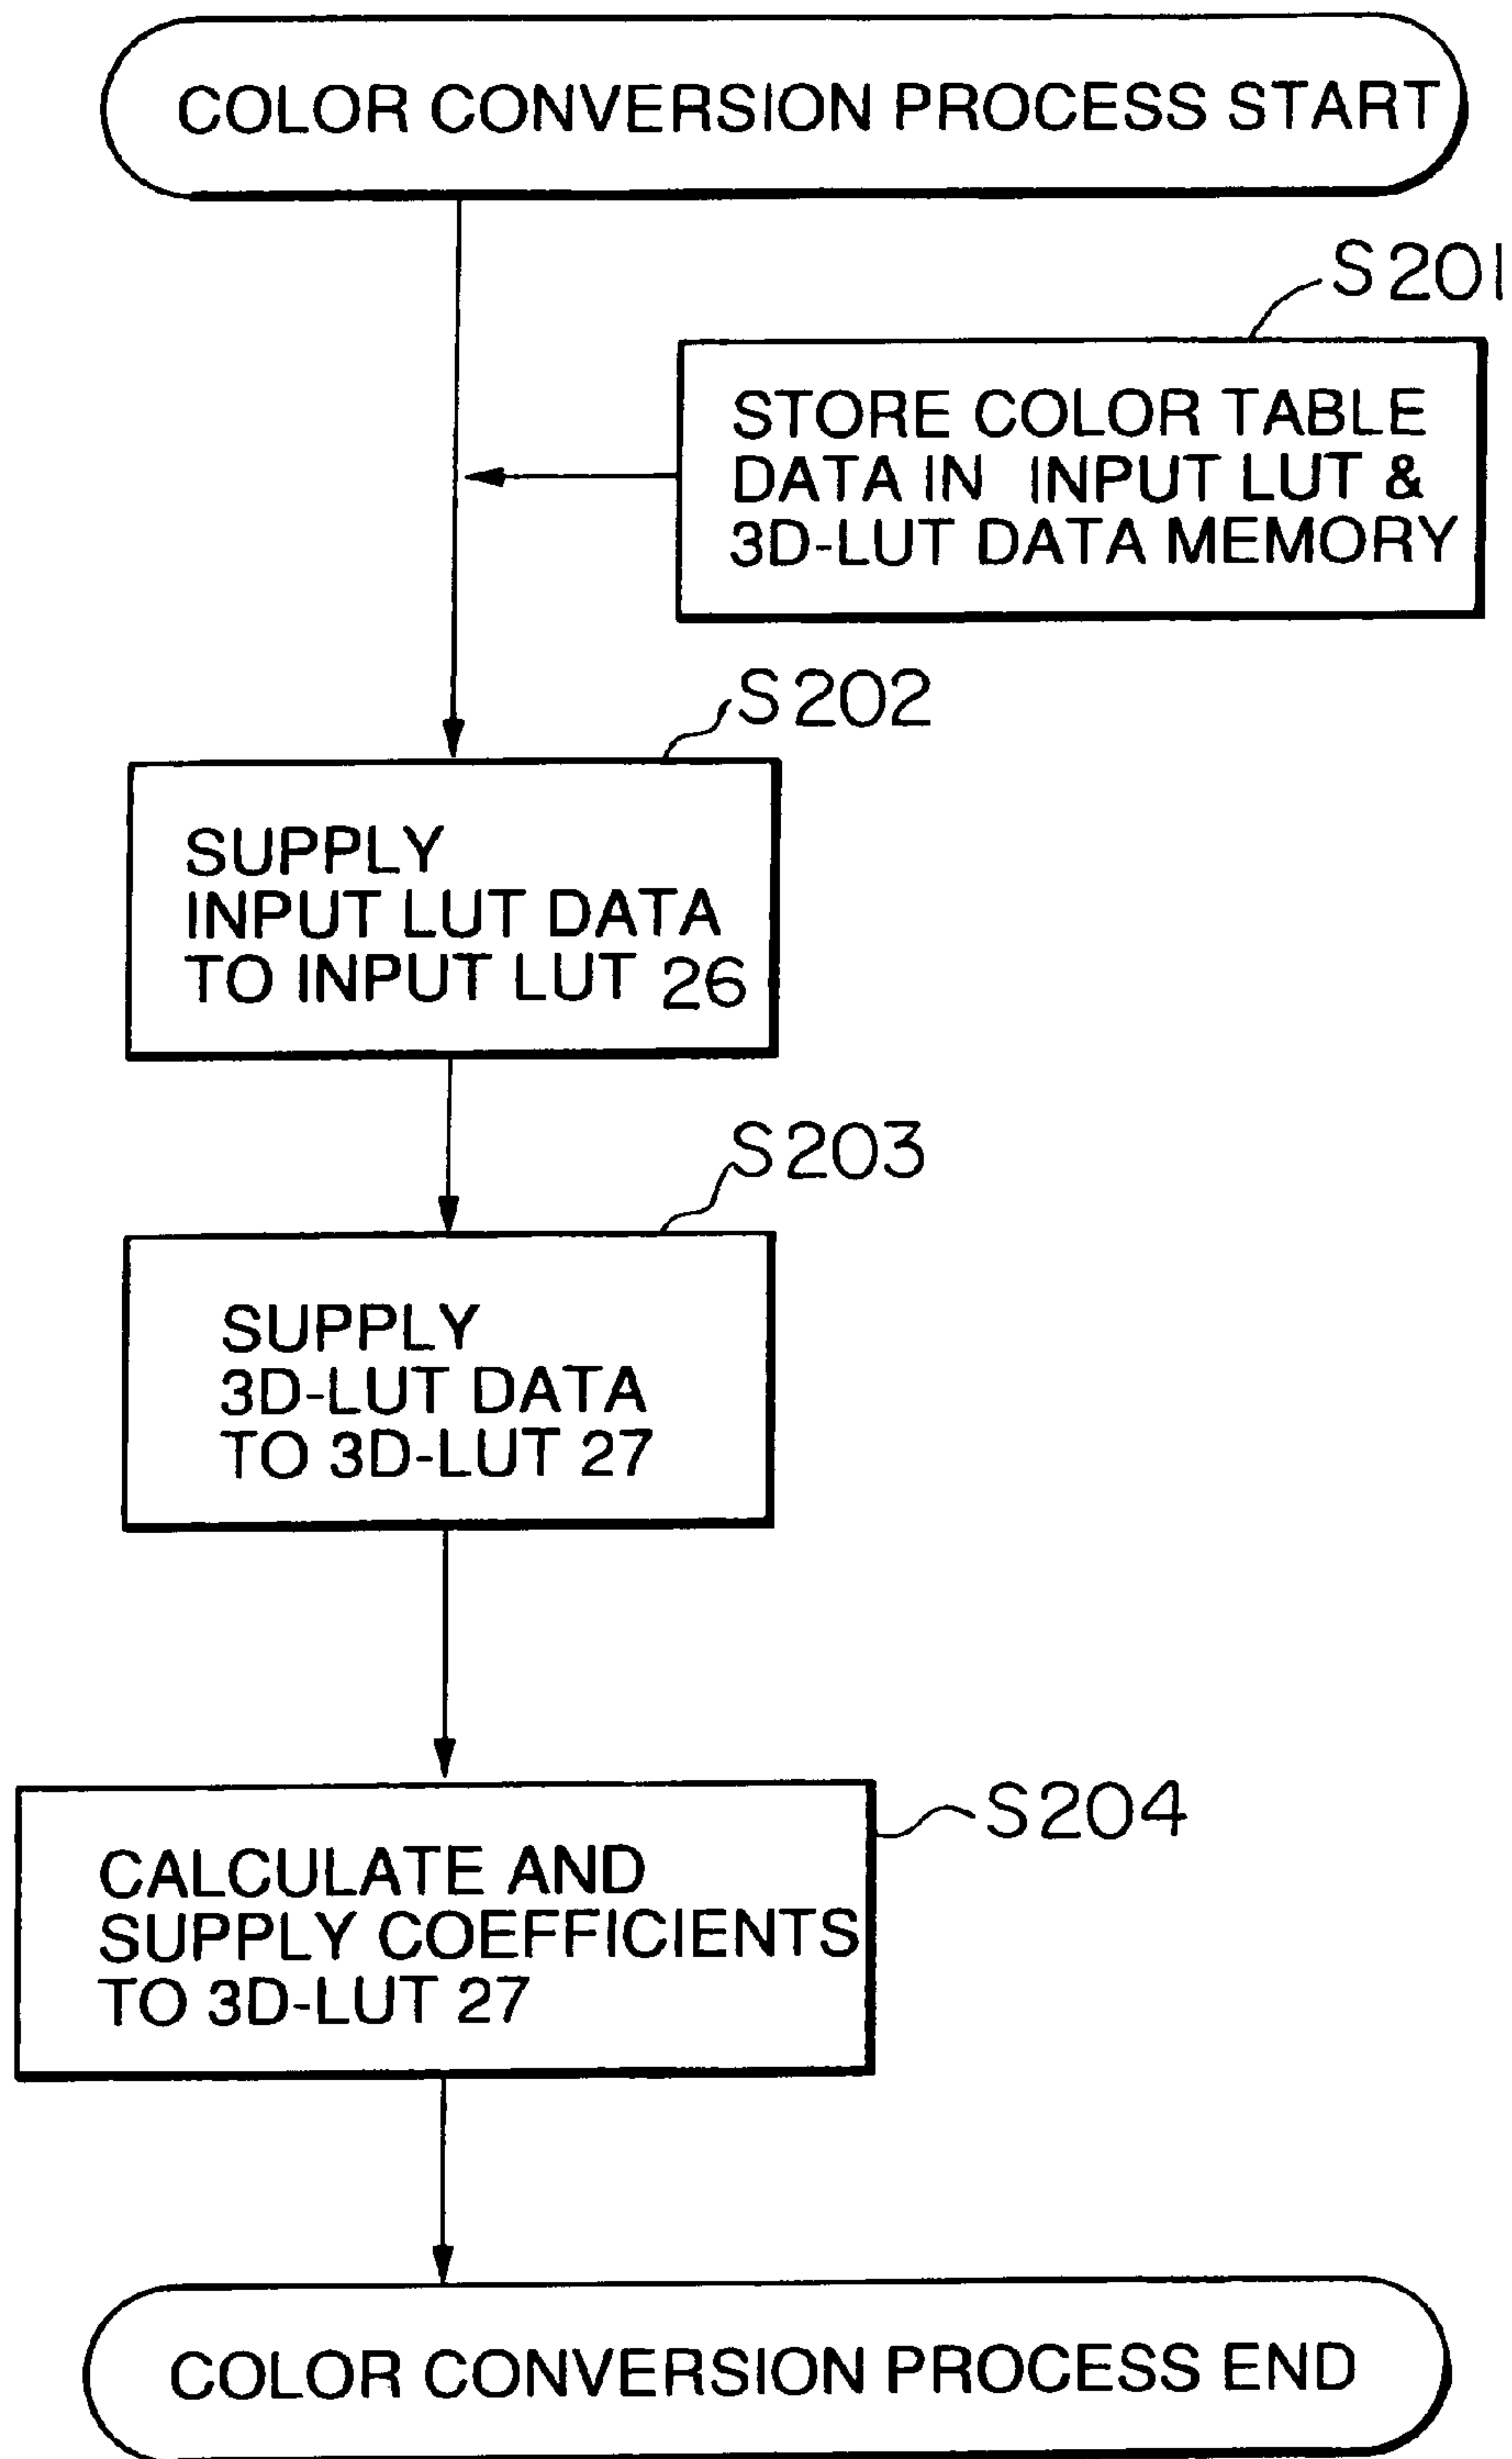 COLOR CONVERSION PROCESS START
S201
STORE COLOR TABLE
DATA IN INPUT LUT &
3D-LUT DATA MEMORY
S202
SUPPLY
INPUT LUT DATA
TO INPUT LUT 26
S203
SUPPLY
3D-LUT DATA
TO 3D-LUT 27
S204
CALCULATE AND
SUPPLY COEFFICIENTS
TO 3D-LUT 27
COLOR CONVERSION PROCESS END